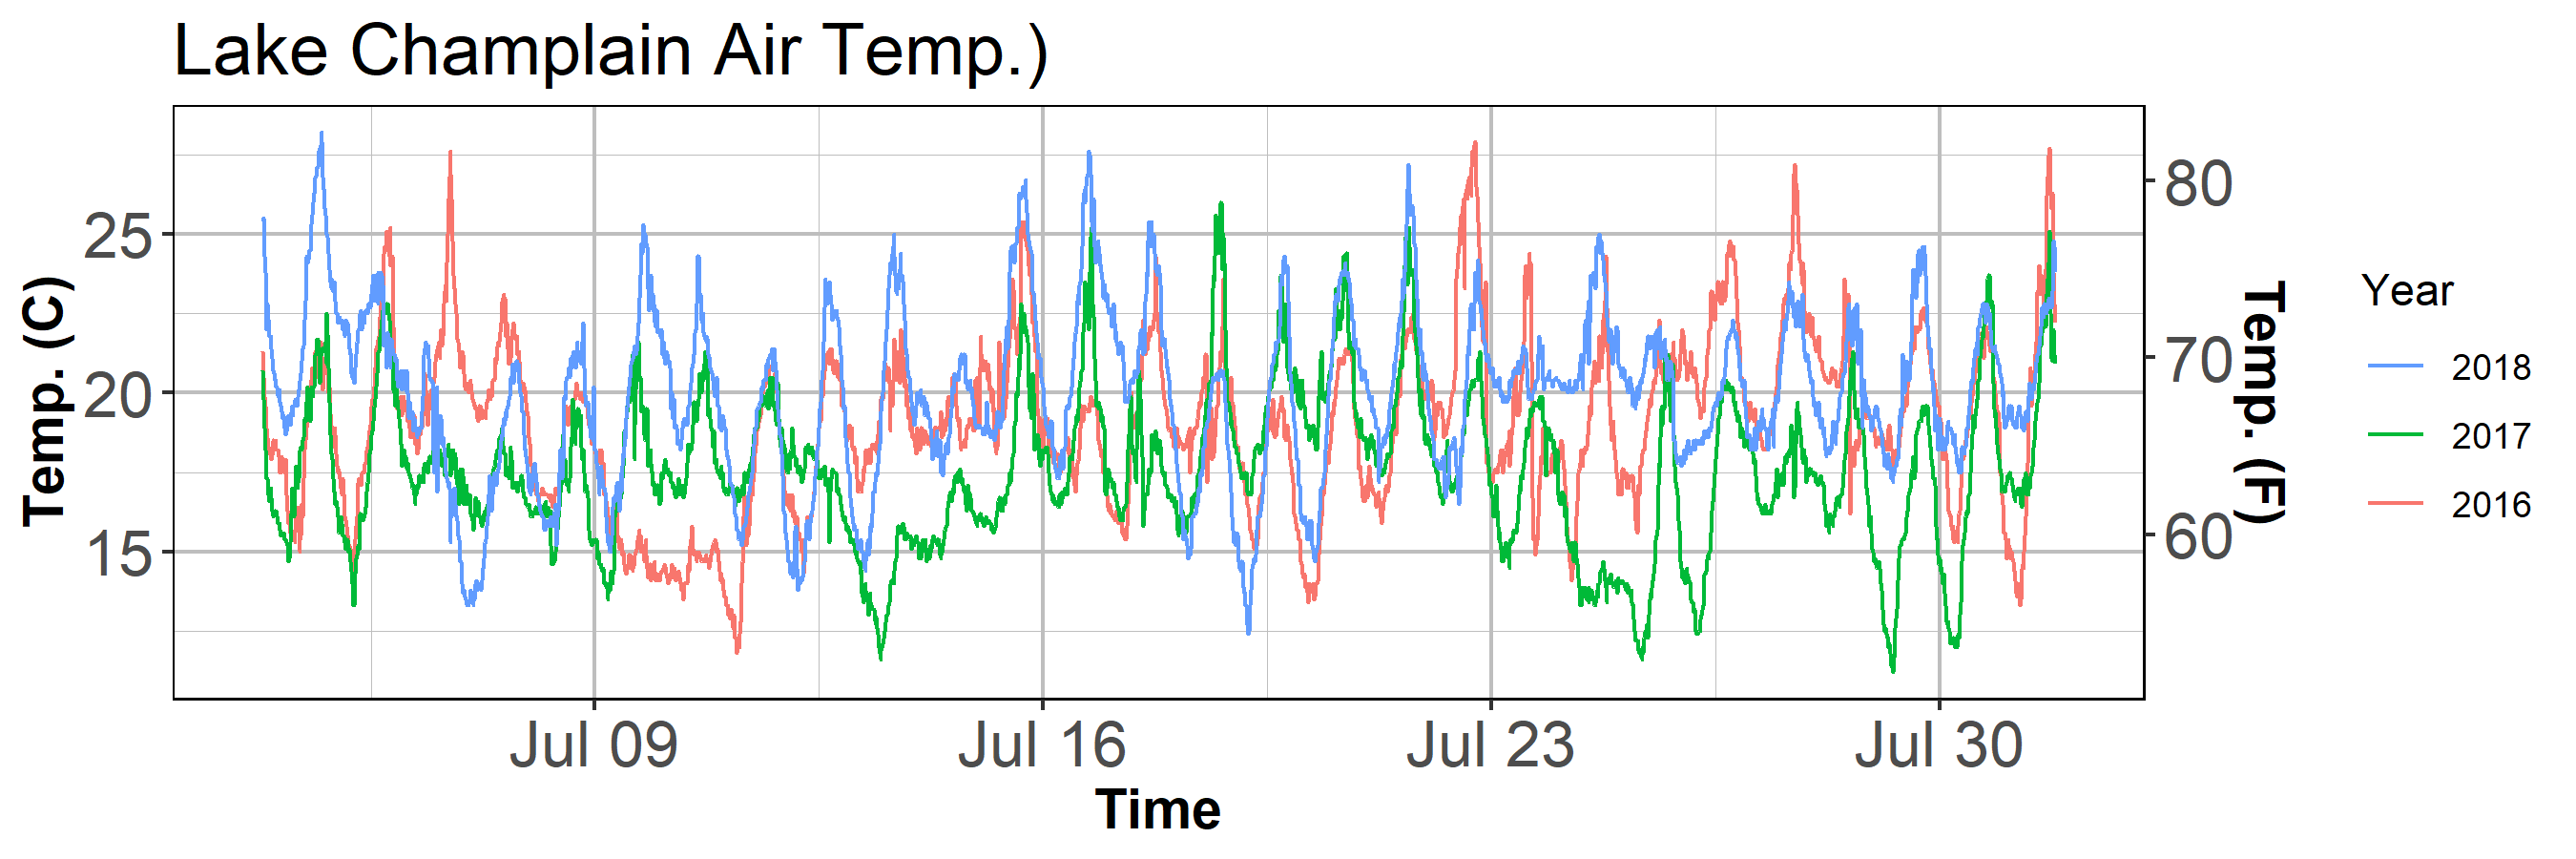 Lake Champlain Air Temp.)
Temp. (C)
25
20
15
80
70
60
Temp. (F)
Jul 09
Jul 16
Jul 23
Jul 30
Time
Year
2018
2017
2016